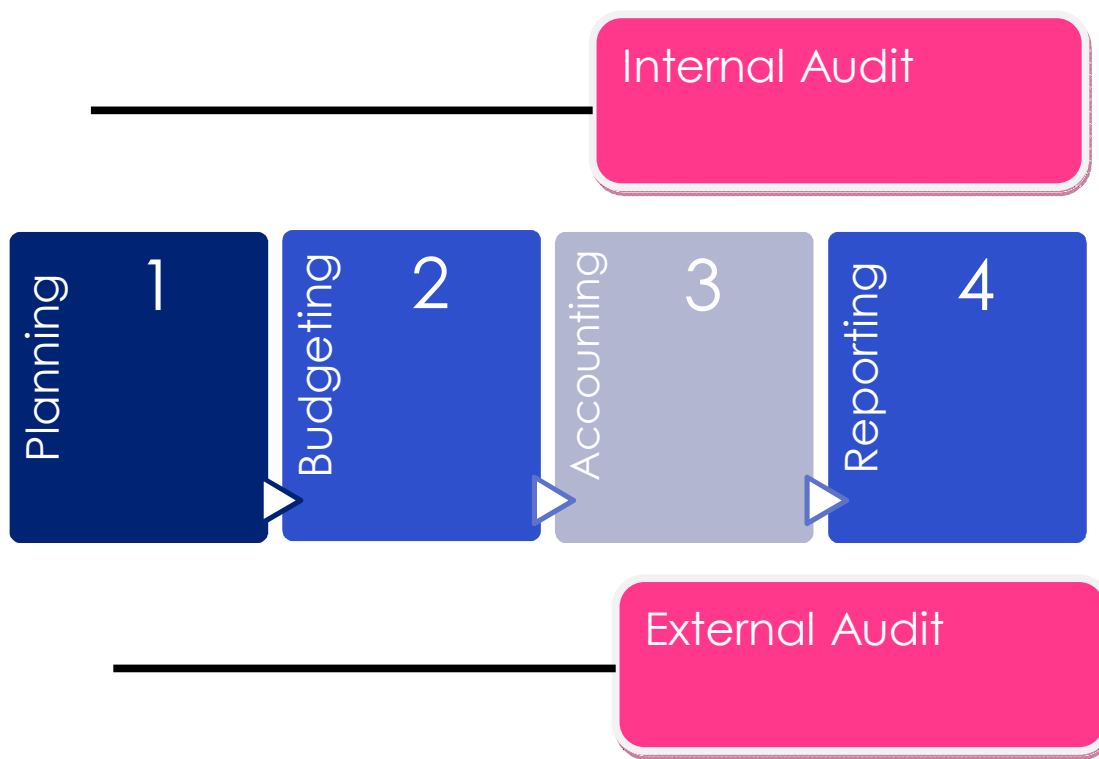 Internal Audit
Planning
1
Budgeting
2
Accounting
3
Reporting
4
External Audit